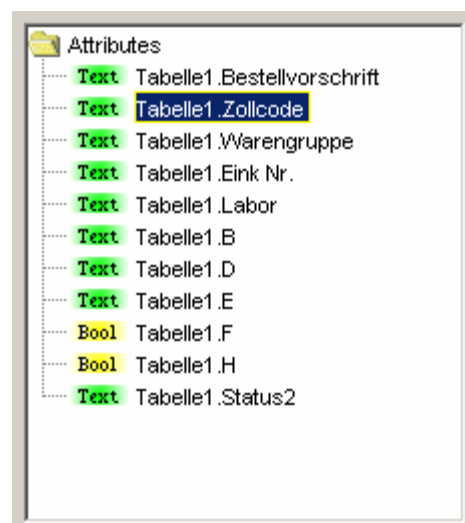 Attributes
Text Tabelle1.Bestellvorschrift
Text Tabelle1.Zollcode
Text Tabelle1.Warengruppe
Text Tabelle1.Eink Nr.
Text Tabelle1.Labor
Text Tabelle1.B
Text Tabelle1.D
Text Tabelle1.E
Bool Tabelle1.F
Bool Tabelle1.H
Text Tabelle1.Status2